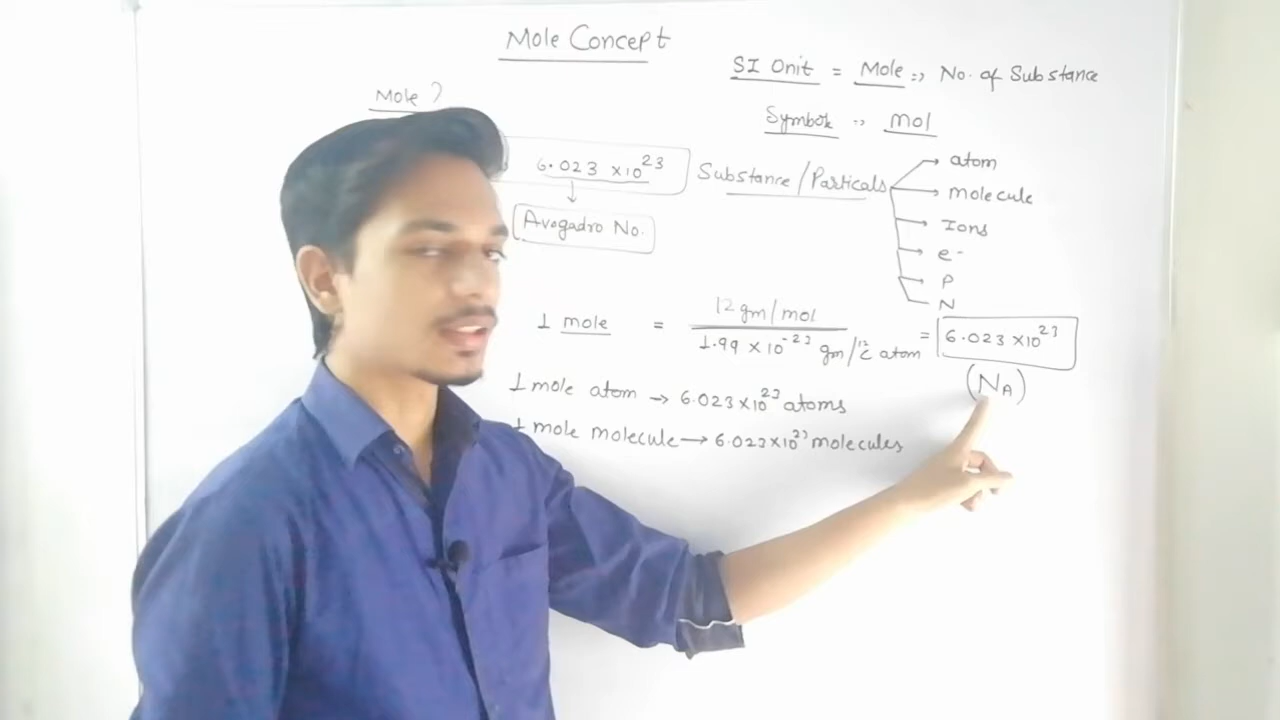 Mole Concept
SI Unit = Mole => No. of Substance
Mole ?
Symbol => mol
6.023 ×10²³ Substance/Particals
Avogadro No.
atom
molecule
Ions
e⁻
P
N
1 mole = 12 gm/mol / 1.99 × 10⁻²³ gm/¹²C atom = 6.023 ×10²³
(N_A)
1 mole atom → 6.023×10²³ atoms
1 mole molecule → 6.023×10²³ molecules